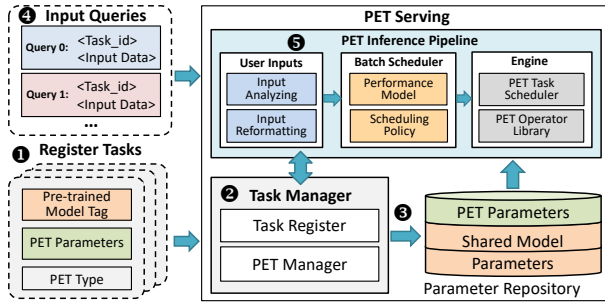 ❹ Input Queries
Query 0: <Task_id>
<Input Data>
Query 1: <Task_id>
<Input Data>
...
❶ Register Tasks
Pre-trained
Model Tag
PET Parameters
PET Type
PET Serving
❺ PET Inference Pipeline
User Inputs
Input
Analyzing
Input
Reformatting
Batch Scheduler
Performance
Model
Scheduling
Policy
Engine
PET Task
Scheduler
PET Operator
Library
❷ Task Manager
Task Register
PET Manager
❸
PET Parameters
Shared Model
Parameters
Parameter Repository